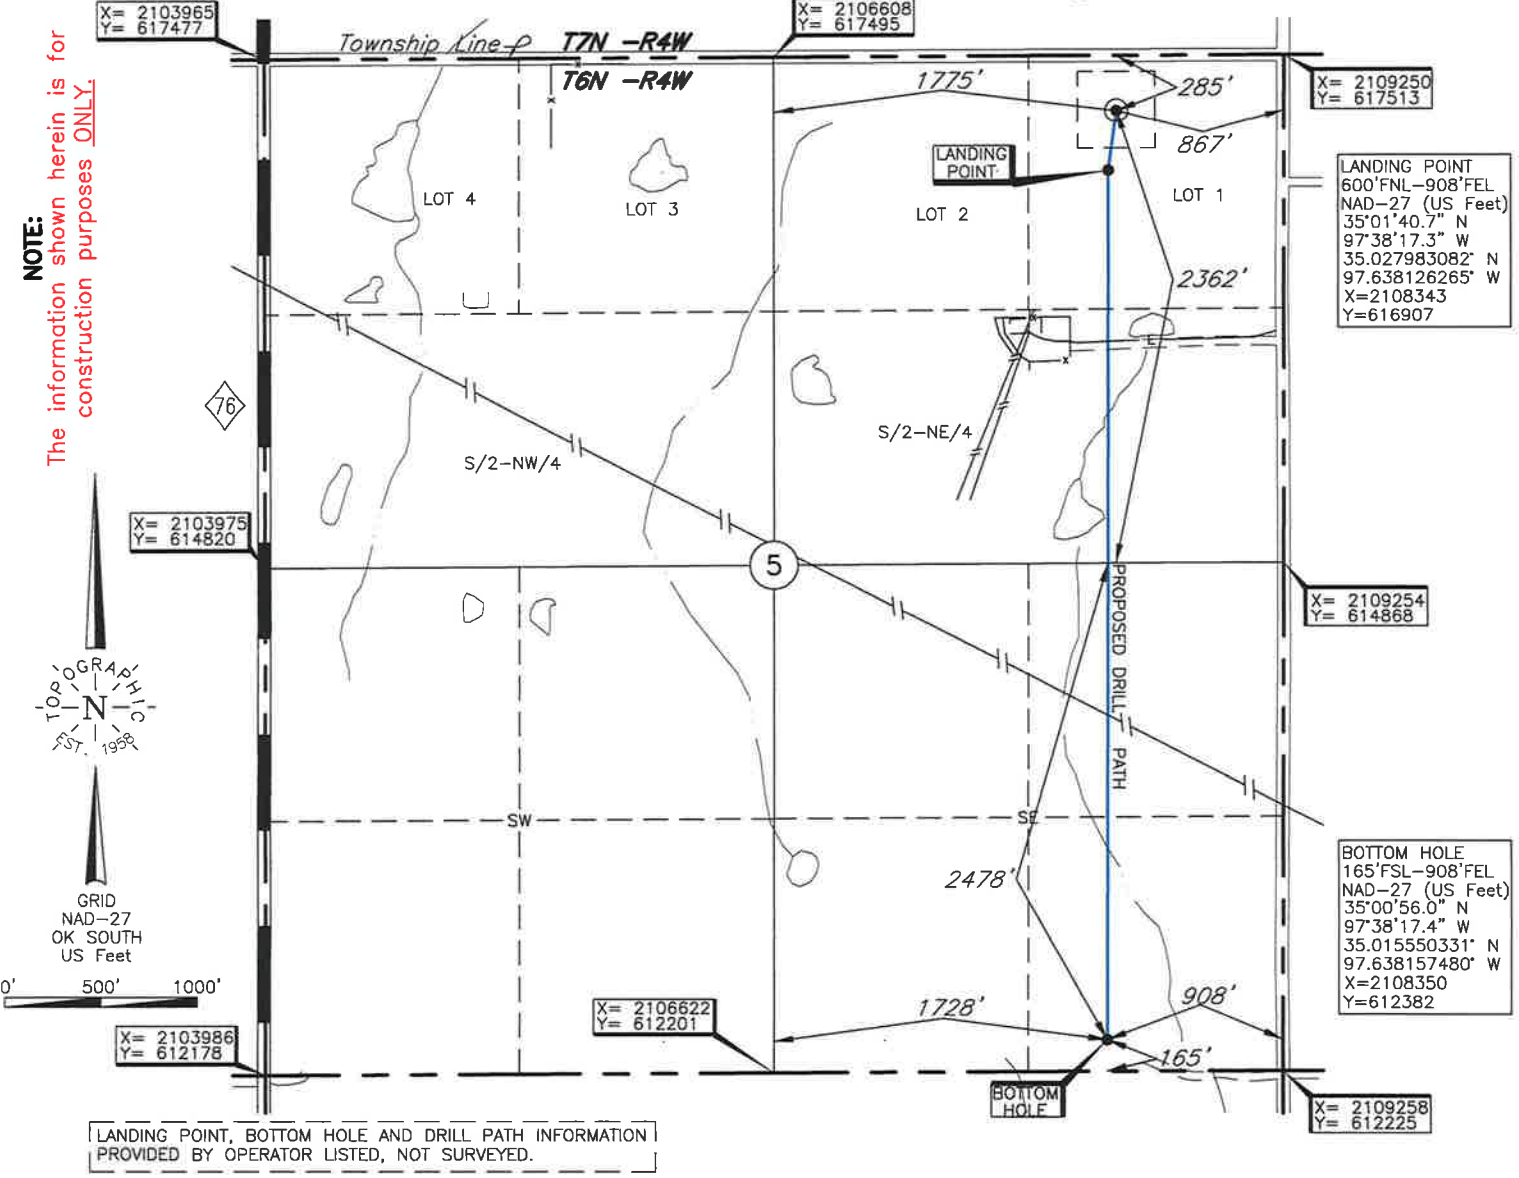 X= 2103965
Y= 617477
X= 2106608
Y= 617495
Township Line
T7N -R4W
T6N -R4W
1775'
285'
867'
X= 2109250
Y= 617513
NOTE:
The information shown herein is for
construction purposes ONLY.
LANDING
POINT
LOT 4
LOT 3
LOT 2
LOT 1
LANDING POINT
600'FNL-908'FEL
NAD-27 (US Feet)
35°01'40.7" N
97°38'17.3" W
35.027983082° N
97.638126265° W
X=2108343
Y=616907
2362'
E
76
S/2-NW/4
S/2-NE/4
X= 2103975
Y= 614820
5
X= 2109254
Y= 614868
PROPOSED DRILL PATH
TOPOGRAPHIC
N
EST. 1958
SW
SE
2478'
GRID
NAD-27
OK SOUTH
US Feet
0' 500' 1000'
BOTTOM HOLE
165'FSL-908'FEL
NAD-27 (US Feet)
35°00'56.0" N
97°38'17.4" W
35.015550331° N
97.638157480° W
X=2108350
Y=612382
X= 2103986
Y= 612178
X= 2106622
Y= 612201
1728'
908'
165'
BOTTOM
HOLE
X= 2109258
Y= 612225
LANDING POINT, BOTTOM HOLE AND DRILL PATH INFORMATION
PROVIDED BY OPERATOR LISTED, NOT SURVEYED.